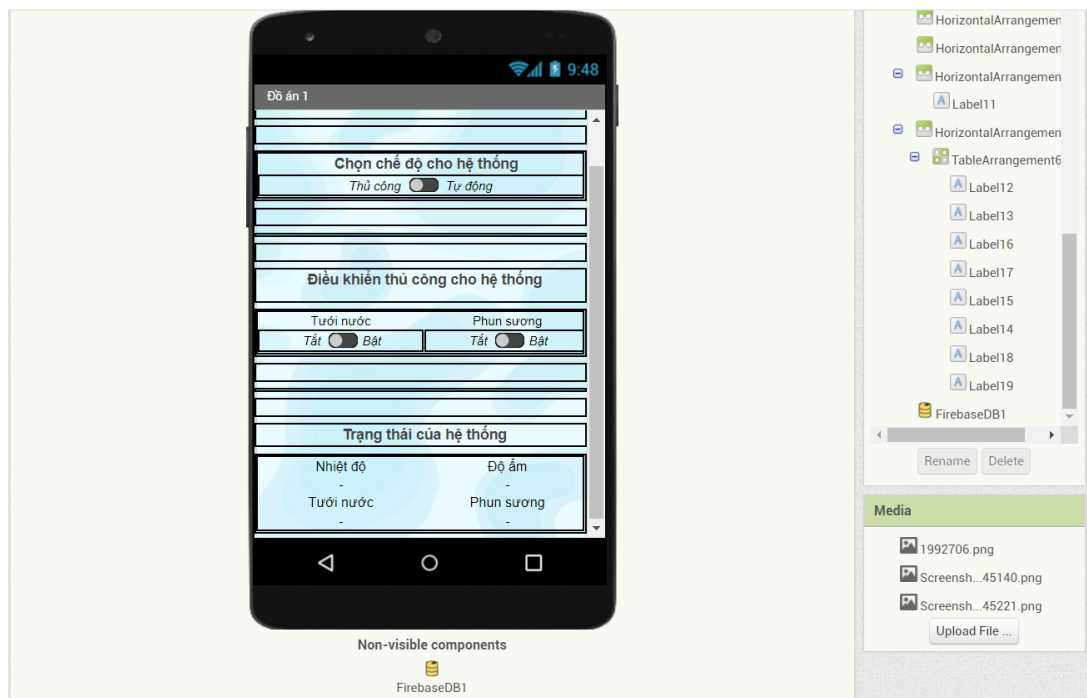 9:48
Đồ án 1
Chọn chế độ cho hệ thống
Thủ công Tự động
Điều khiển thủ công cho hệ thống
Tưới nước Phun sương
Tắt Bật Tắt Bật
Trạng thái của hệ thống
Nhiệt độ Độ ẩm
- -
Tưới nước Phun sương
- -
Non-visible components
FirebaseDB1
HorizontalArrangemen
HorizontalArrangemen
HorizontalArrangemen
Label11
HorizontalArrangemen
TableArrangement6
Label12
Label13
Label16
Label17
Label15
Label14
Label18
Label19
FirebaseDB1
Rename Delete
Media
1992706.png
Screensh...45140.png
Screensh...45221.png
Upload File ...